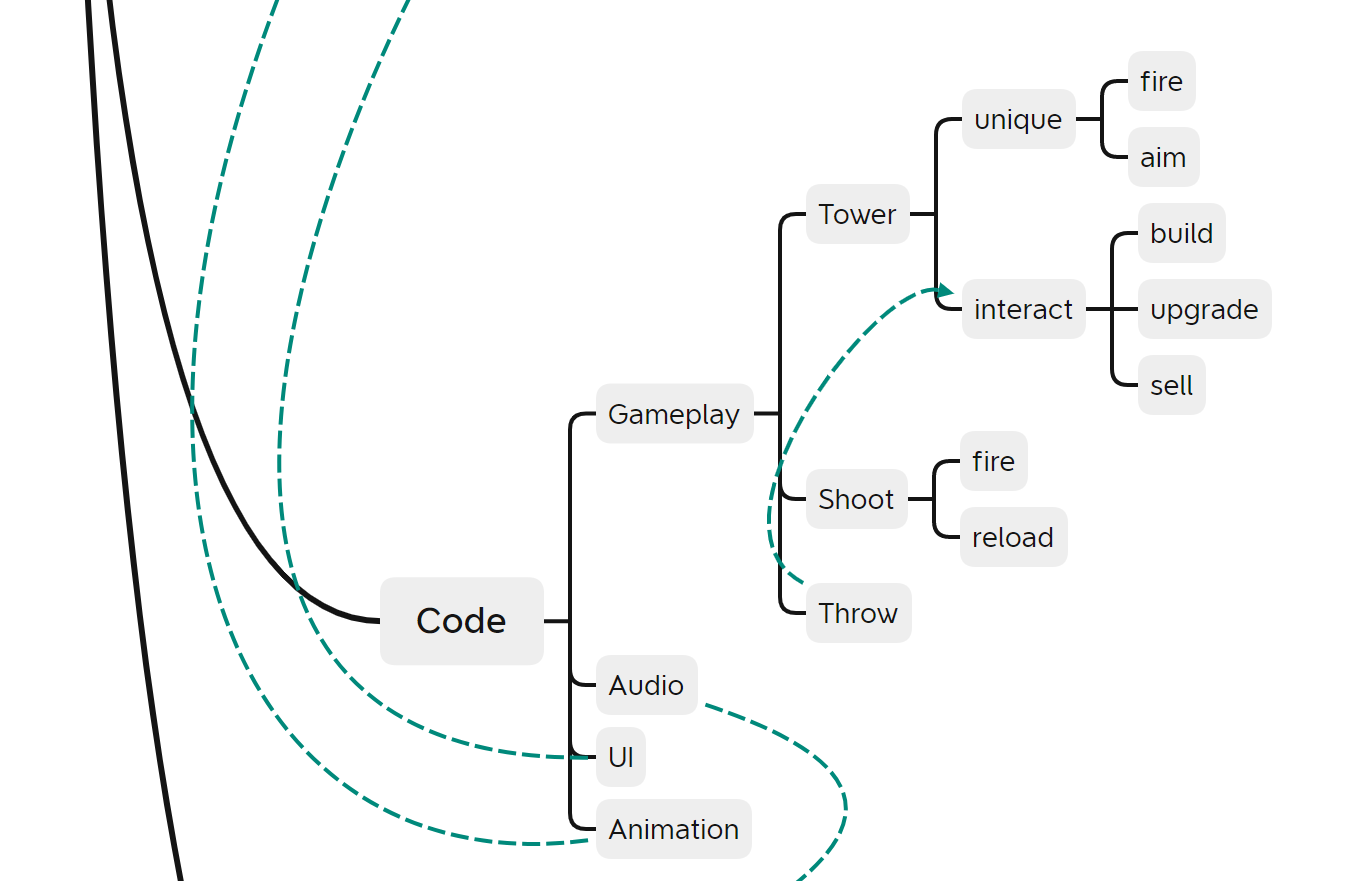 fire
unique
aim
Tower
build
interact
upgrade
sell
Gameplay
fire
Shoot
reload
Throw
Code
Audio
UI
Animation